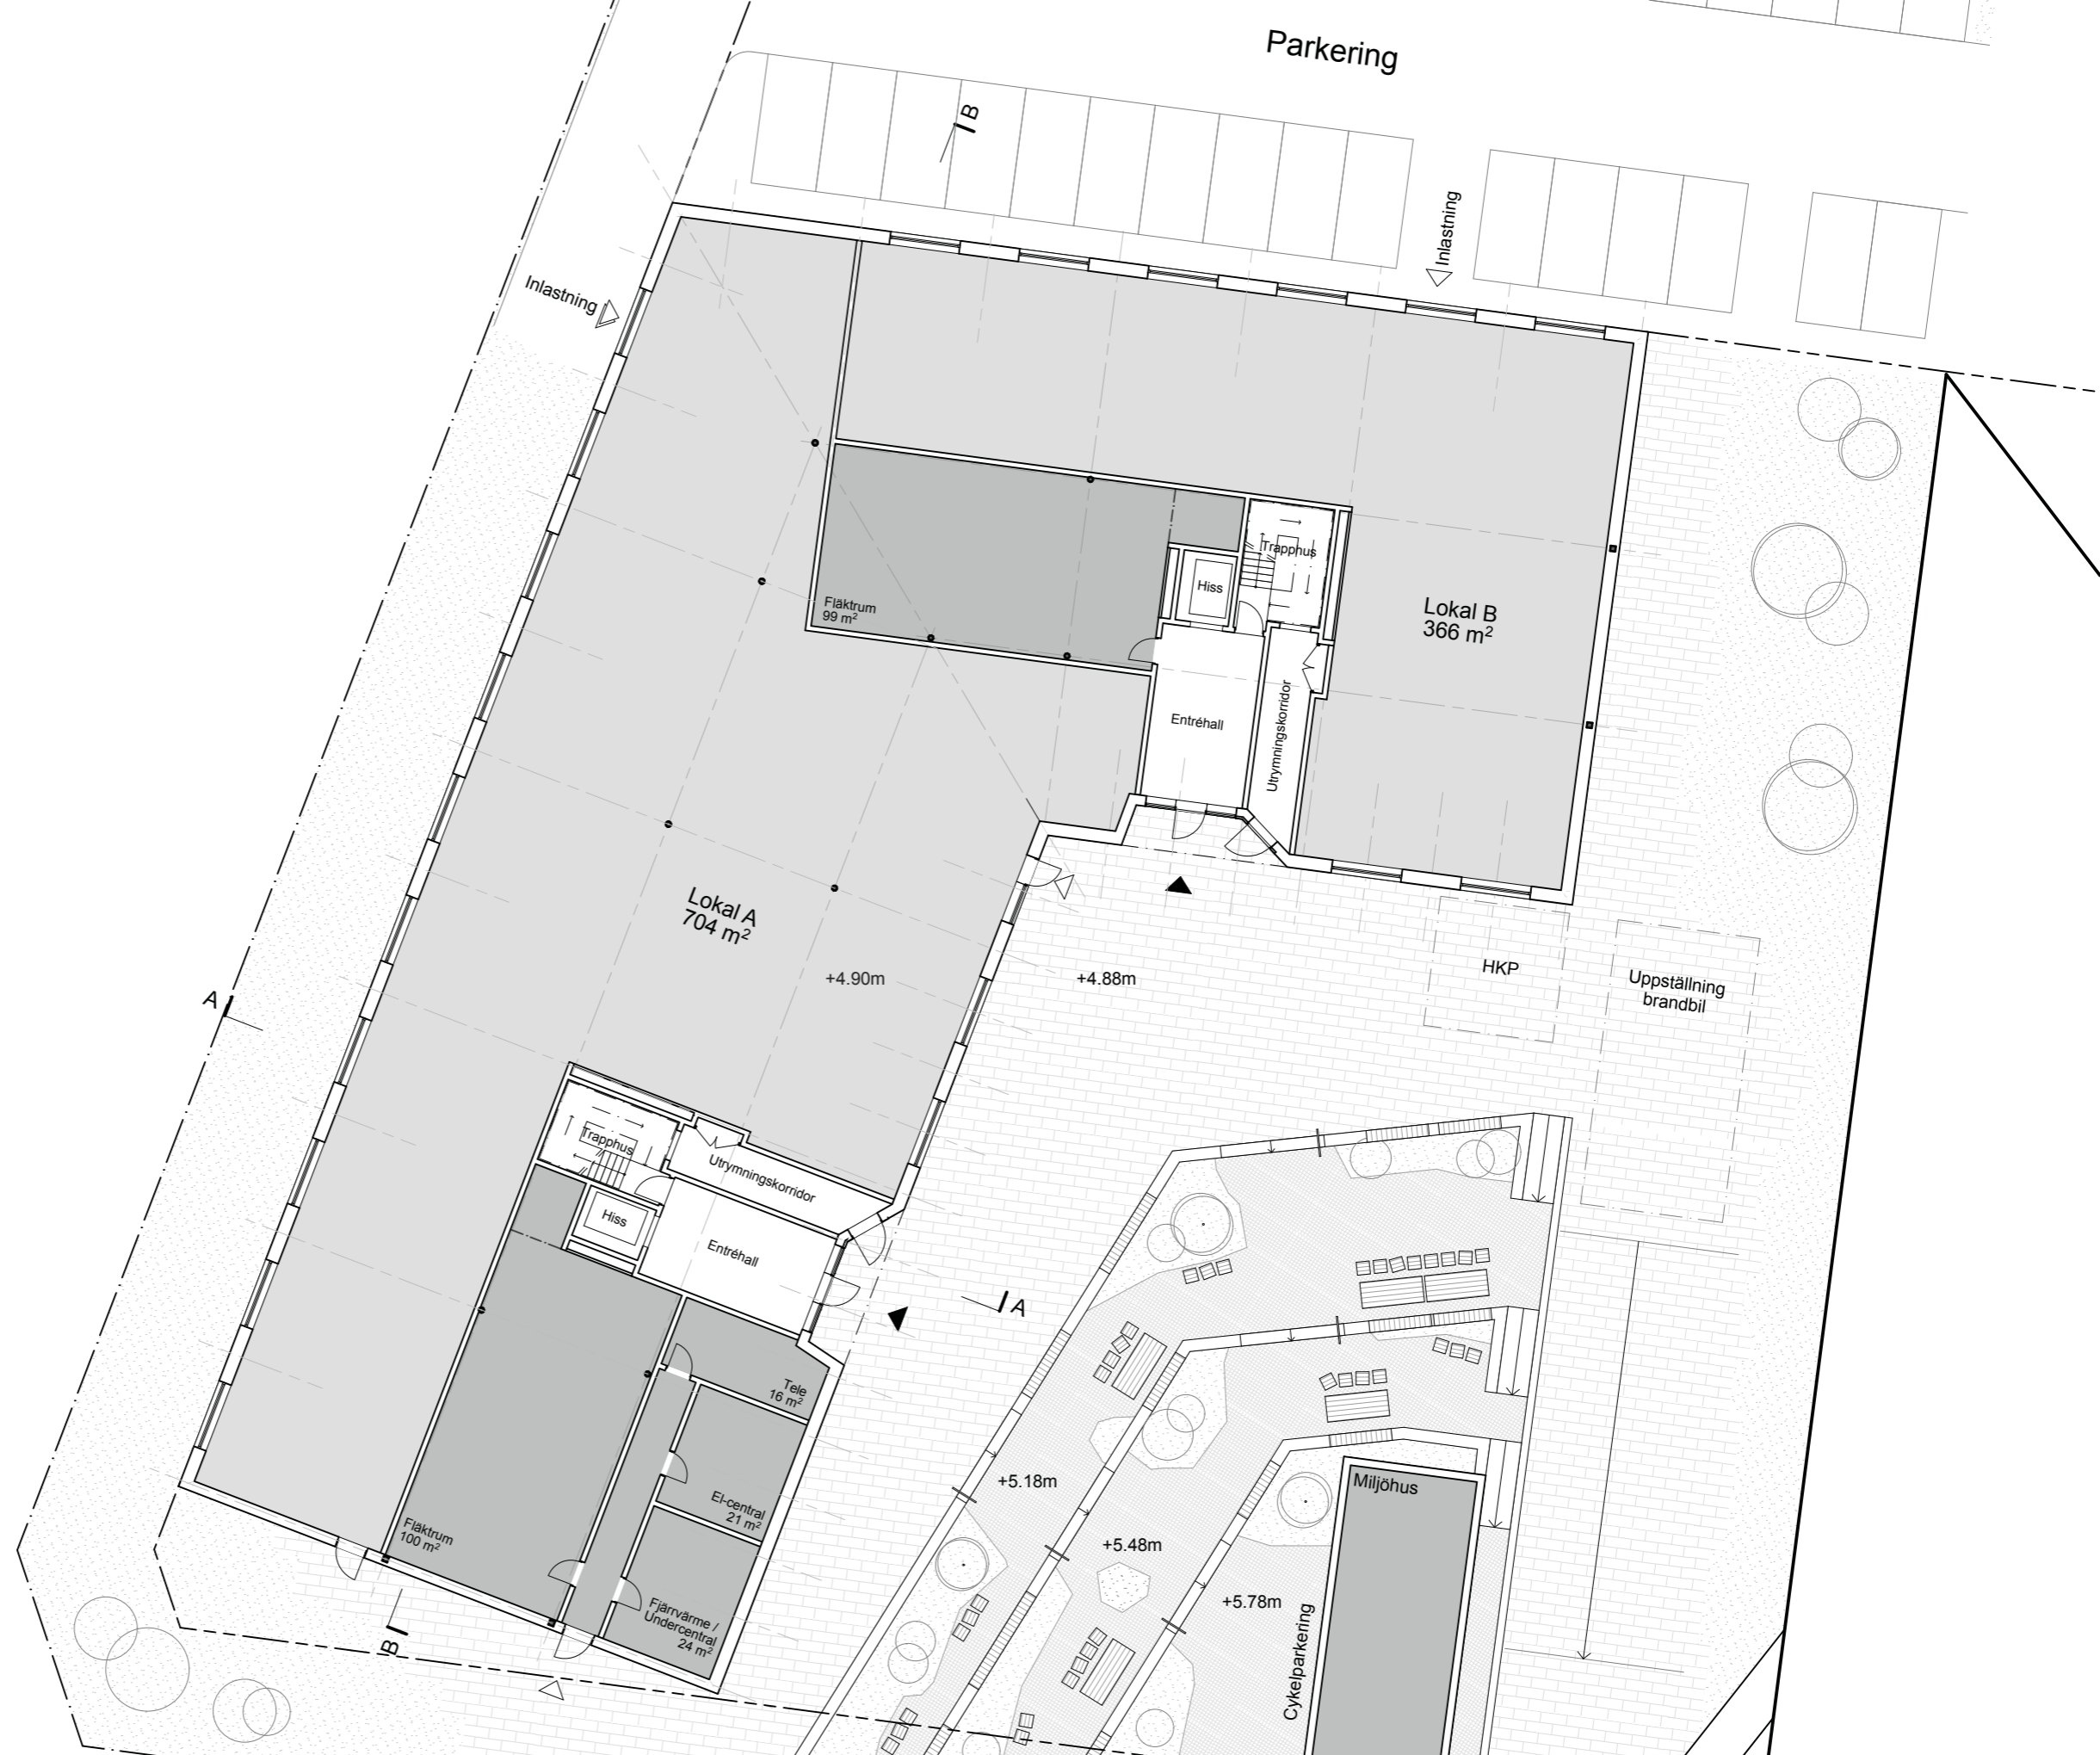 Parkering
B
Inlastning
Inlastning
Trapphus
Hiss
Fläktrum
99 m²
Lokal B
366 m²
Entréhall
Utrymningskorridor
Lokal A
704 m²
+4.90m
+4.88m
HKP
Uppställning
brandbil
A
Trapphus
Utrymningskorridor
Hiss
Entréhall
A
Tele
16 m²
El-central
21 m²
Fläktrum
100 m²
Fjärrvärme /
Undercentral
24 m²
B
+5.18m
+5.48m
+5.78m
Miljöhus
Cykelparkering